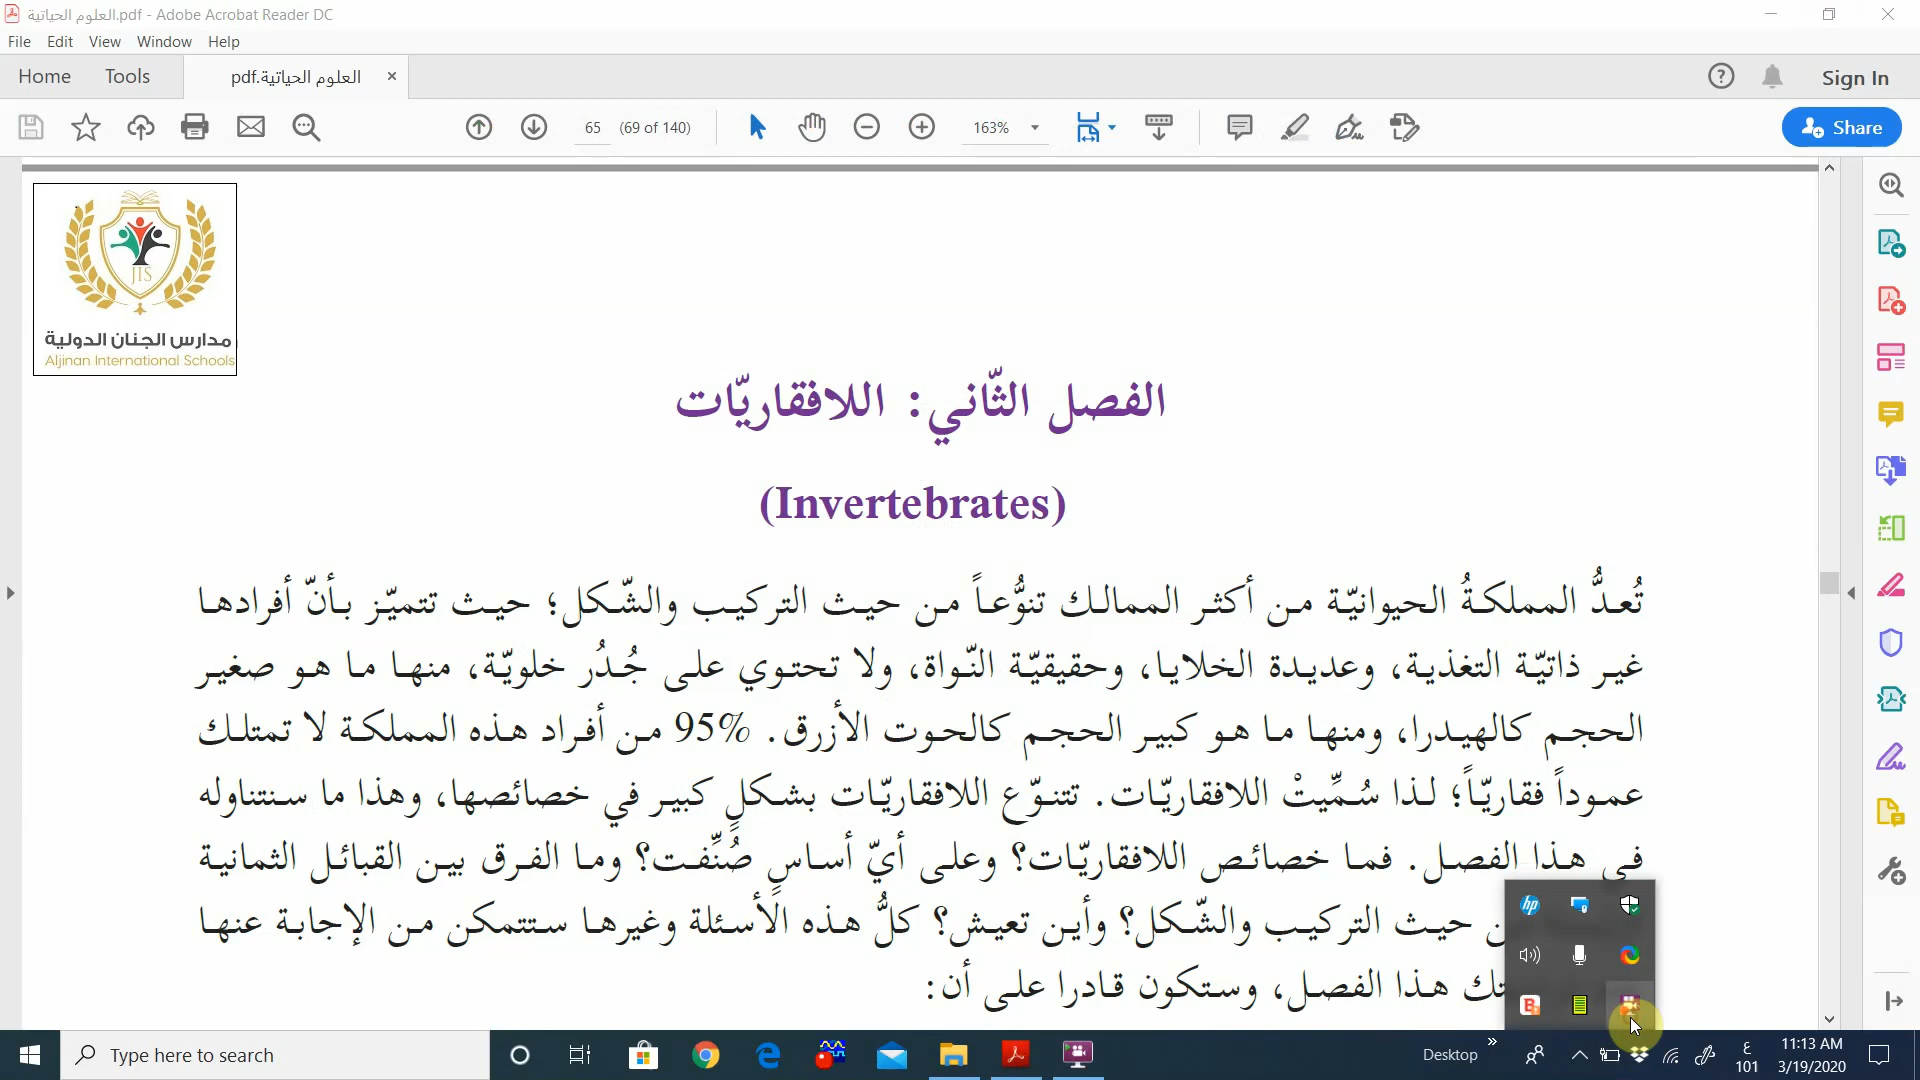 العلوم الحياتية.pdf - Adobe Acrobat Reader DC
File Edit View Window Help
Home Tools العلوم الحياتية.pdf Sign In
65 (69 of 140) 163% Share
JIS
مدارس الجنان الدولية
Aljinan International Schools
الفصل الثّاني: اللافقاريّات
(Invertebrates)
تُعدُّ المملكةُ الحيوانيّة من أكثر الممالك تنوُّعاً من حيث التركيب والشّكل؛ حيث تتميّز بأنّ أفرادها
غير ذاتيّة التغذية، وعديدة الخلايا، وحقيقيّة النّواة، ولا تحتوي على جُدُر خلويّة، منها ما هو صغير
الحجم كالهيدرا، ومنها ما هو كبير الحجم كالحوت الأزرق. 95% من أفراد هذه المملكة لا تمتلك
عموداً فقاريّاً؛ لذا سُمِّيتْ اللافقاريّات. تتنوّع اللافقاريّات بشكلٍ كبير في خصائصها، وهذا ما سنتناوله
في هذا الفصل. فما خصائص اللافقاريّات؟ وعلى أيّ أساسٍ صُنِّفت؟ وما الفرق بين القبائل الثمانية
حيث التركيب والشّكل؟ وأين تعيش؟ كلُّ هذه الأسئلة وغيرها ستتمكن من الإجابة عنها
هذا الفصل، وستكون قادرا على أن:
hp
Type here to search
Desktop
ع
101
11:13 AM
3/19/2020